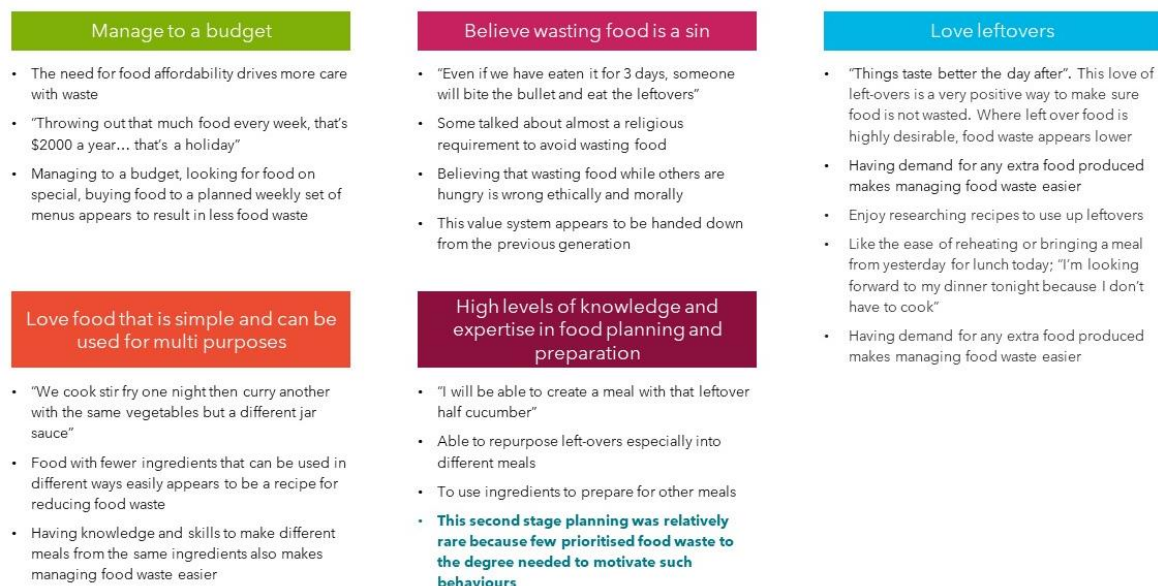 Manage to a budget
• The need for food affordability drives more care
with waste
• “Throwing out that much food every week, that’s
$2000 a year... that’s a holiday”
• Managing to a budget, looking for food on
special, buying food to a planned weekly set of
menus appears to result in less food waste
Believe wasting food is a sin
• “Even if we have eaten it for 3 days, someone
will bite the bullet and eat the leftovers”
• Some talked about almost a religious
requirement to avoid wasting food
• Believing that wasting food while others are
hungry is wrong ethically and morally
• This value system appears to be handed down
from the previous generation
Love leftovers
• “Things taste better the day after”. This love of
left-overs is a very positive way to make sure
food is not wasted. Where left over food is
highly desirable, food waste appears lower
• Having demand for any extra food produced
makes managing food waste easier
• Enjoy researching recipes to use up leftovers
• Like the ease of reheating or bringing a meal
from yesterday for lunch today; “I’m looking
forward to my dinner tonight because I don’t
have to cook”
• Having demand for any extra food produced
makes managing food waste easier
Love food that is simple and can be
used for multi purposes
• “We cook stir fry one night then curry another
with the same vegetables but a different jar
sauce”
• Food with fewer ingredients that can be used in
different ways easily appears to be a recipe for
reducing food waste
• Having knowledge and skills to make different
meals from the same ingredients also makes
managing food waste easier
High levels of knowledge and
expertise in food planning and
preparation
• “I will be able to create a meal with that leftover
half cucumber”
• Able to repurpose left-overs especially into
different meals
• To use ingredients to prepare for other meals
• This second stage planning was relatively
rare because few prioritised food waste to
the degree needed to motivate such
behaviours